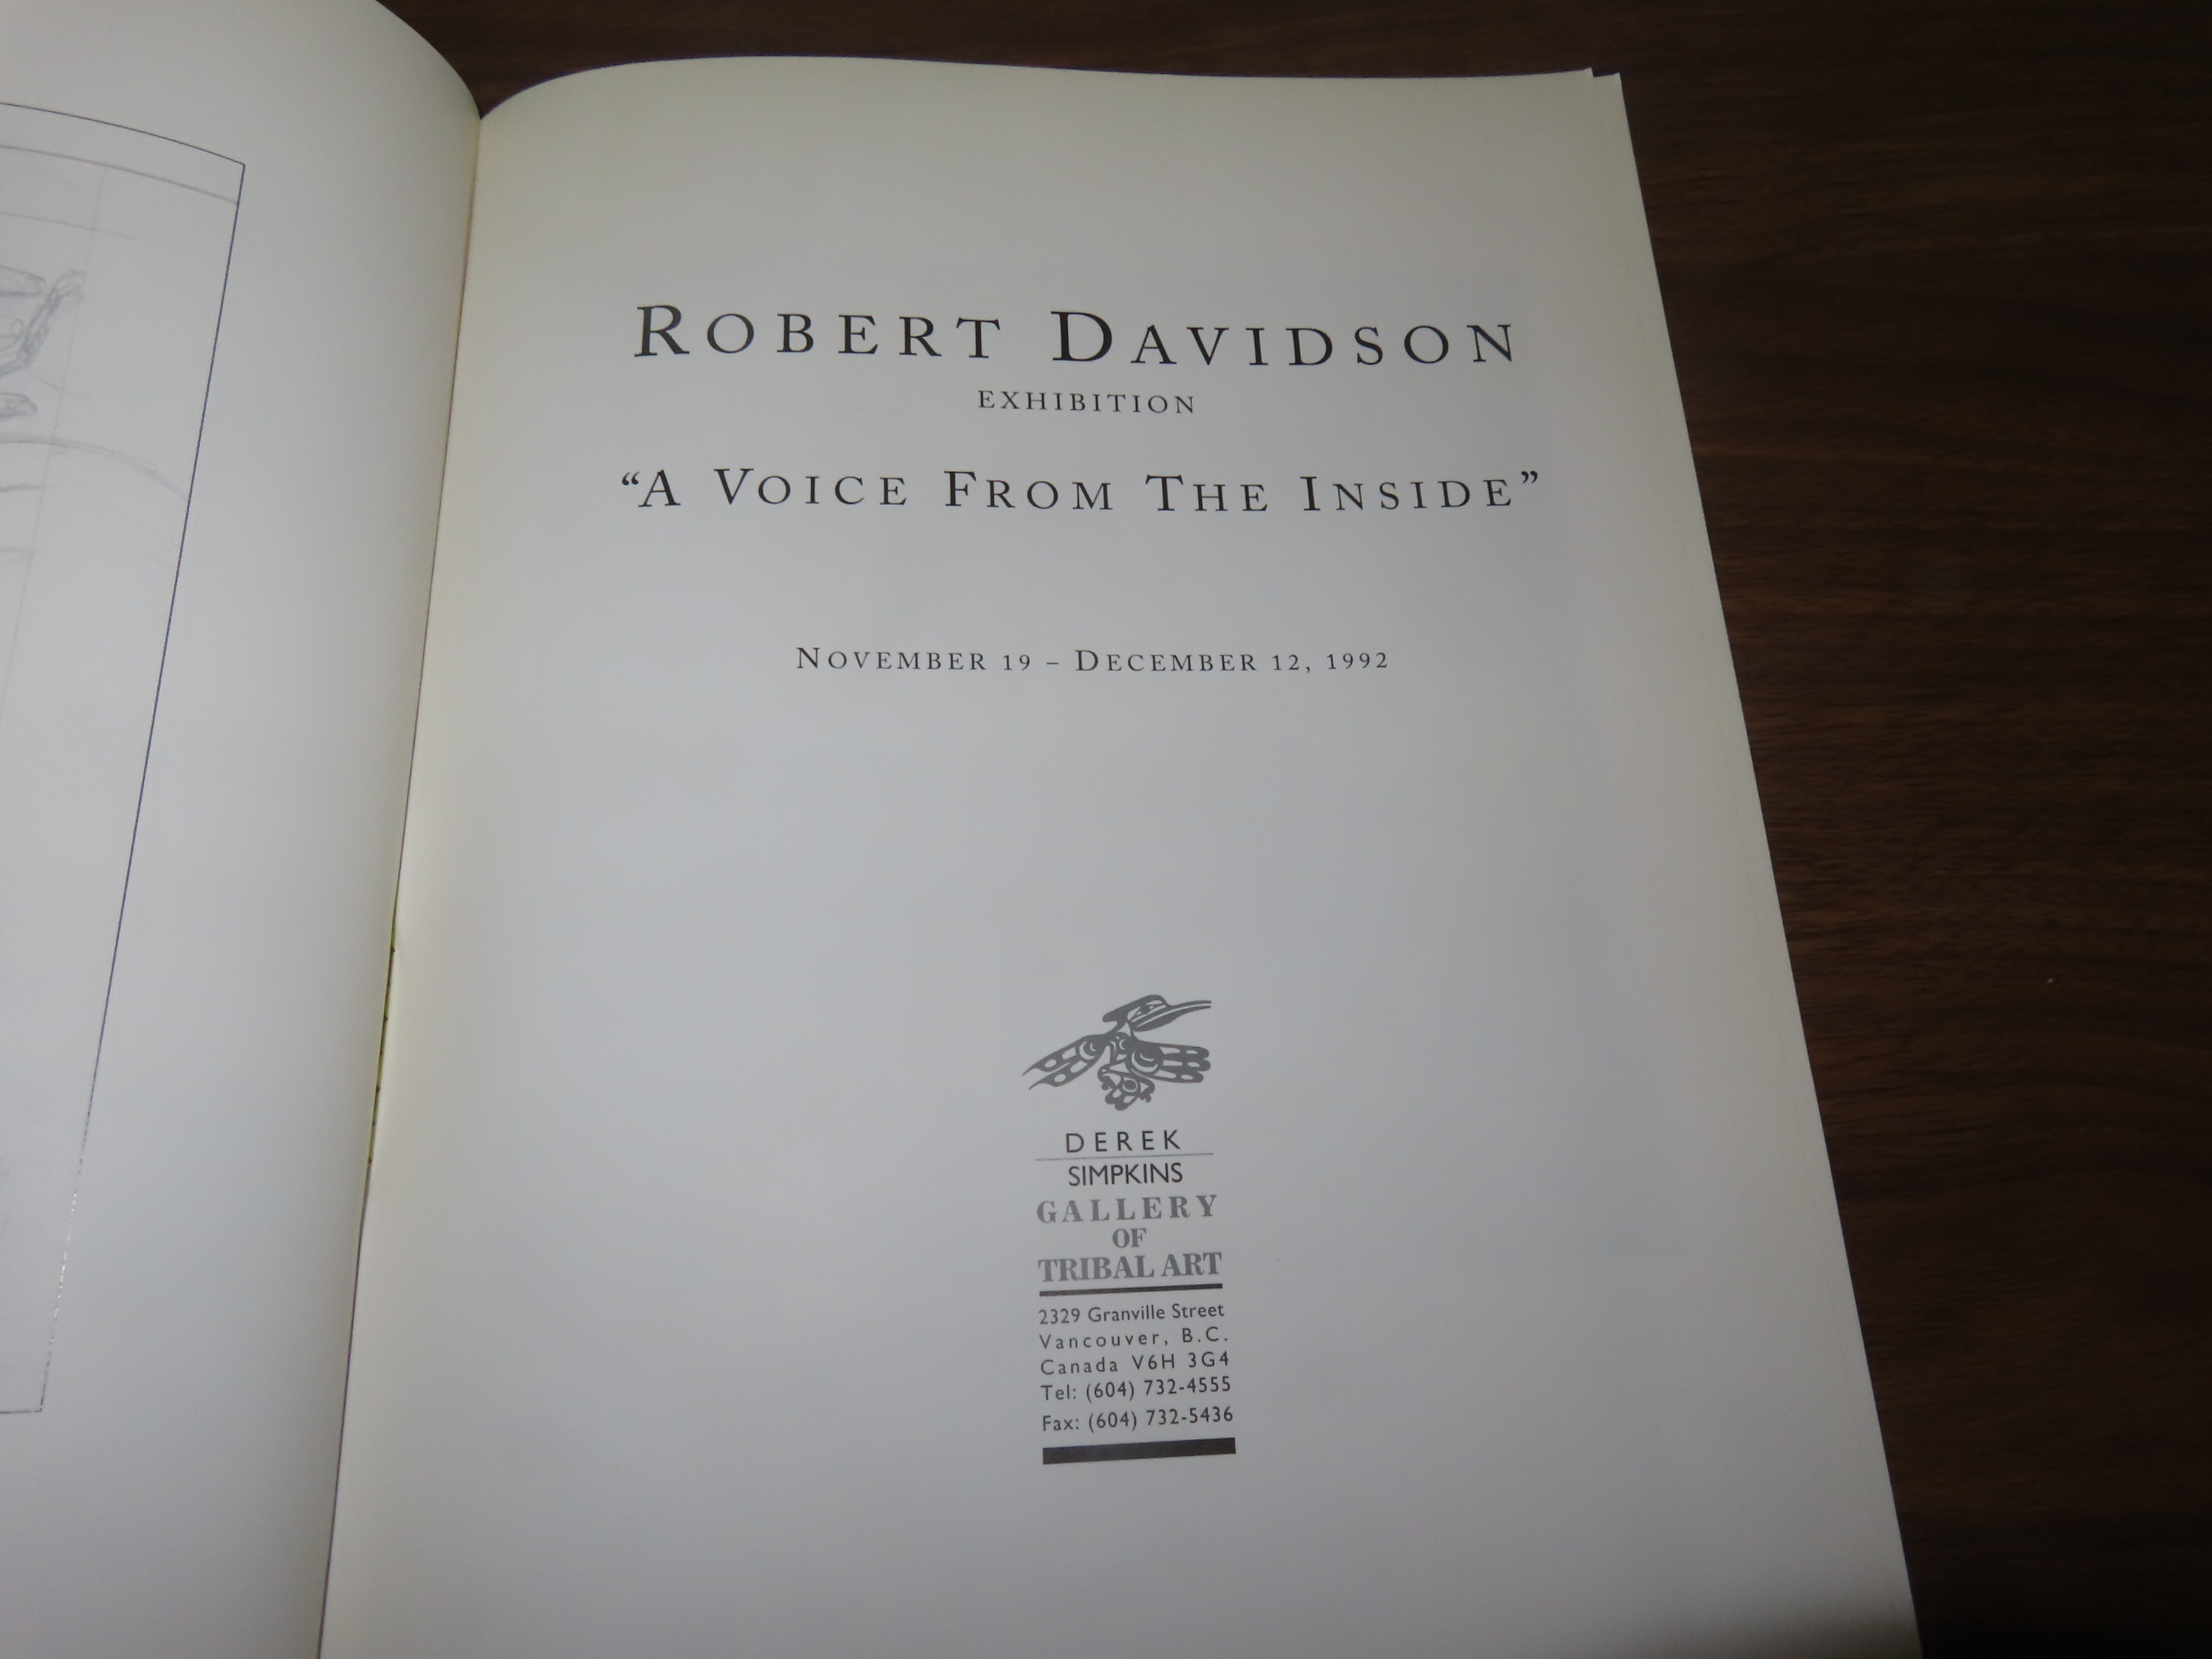 ROBERT DAVIDSON
EXHIBITION
“A VOICE FROM THE INSIDE”
NOVEMBER 19 – DECEMBER 12, 1992
DEREK
SIMPKINS
GALLERY
OF
TRIBAL ART
2329 Granville Street
Vancouver, B.C.
Canada V6H 3G4
Tel: (604) 732-4555
Fax: (604) 732-5436